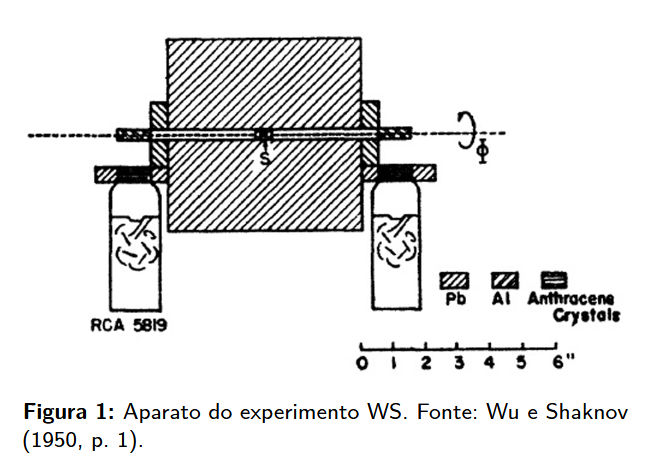 S
Φ
RCA 5819
Pb Al Anthracene
Crystals
0 1 2 3 4 5 6"
Figura 1: Aparato do experimento WS. Fonte: Wu e Shaknov
(1950, p. 1).